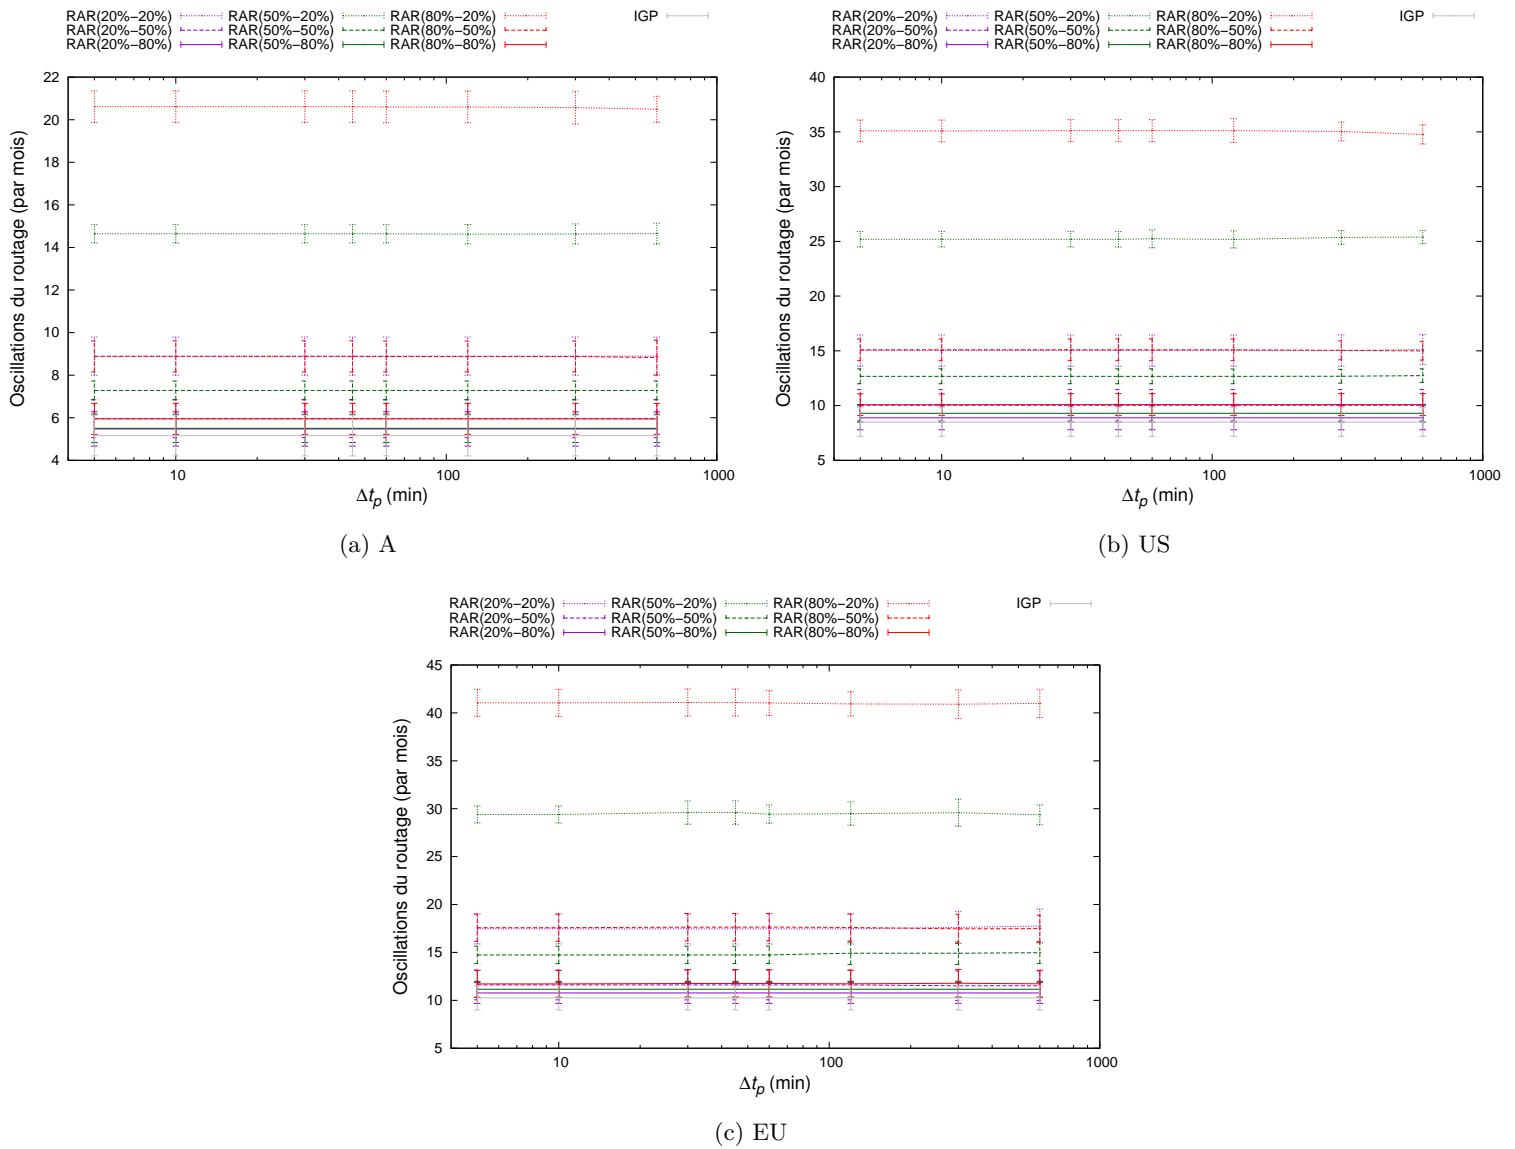 RAR(20%−20%) RAR(50%−20%) RAR(80%−20%) IGP
RAR(20%−50%) RAR(50%−50%) RAR(80%−50%)
RAR(20%−80%) RAR(50%−80%) RAR(80%−80%)
Oscillations du routage (par mois)
22
20
18
16
14
12
10
8
6
4
10 100 1000
Δtp (min)
(a) A
RAR(20%−20%) RAR(50%−20%) RAR(80%−20%) IGP
RAR(20%−50%) RAR(50%−50%) RAR(80%−50%)
RAR(20%−80%) RAR(50%−80%) RAR(80%−80%)
Oscillations du routage (par mois)
40
35
30
25
20
15
10
5
10 100 1000
Δtp (min)
(b) US
RAR(20%−20%) RAR(50%−20%) RAR(80%−20%) IGP
RAR(20%−50%) RAR(50%−50%) RAR(80%−50%)
RAR(20%−80%) RAR(50%−80%) RAR(80%−80%)
Oscillations du routage (par mois)
45
40
35
30
25
20
15
10
5
10 100 1000
Δtp (min)
(c) EU